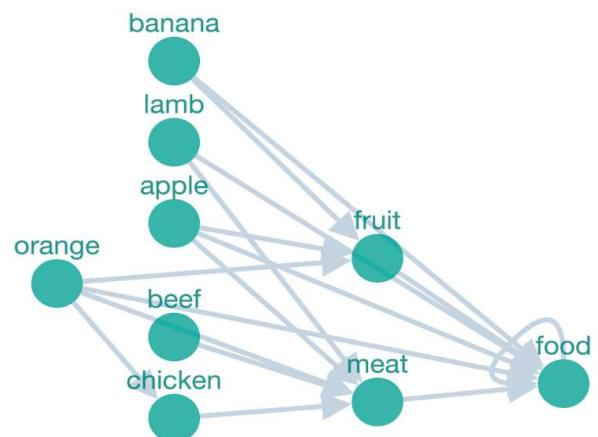 banana
lamb
apple
fruit
orange
beef
food
meat
chicken